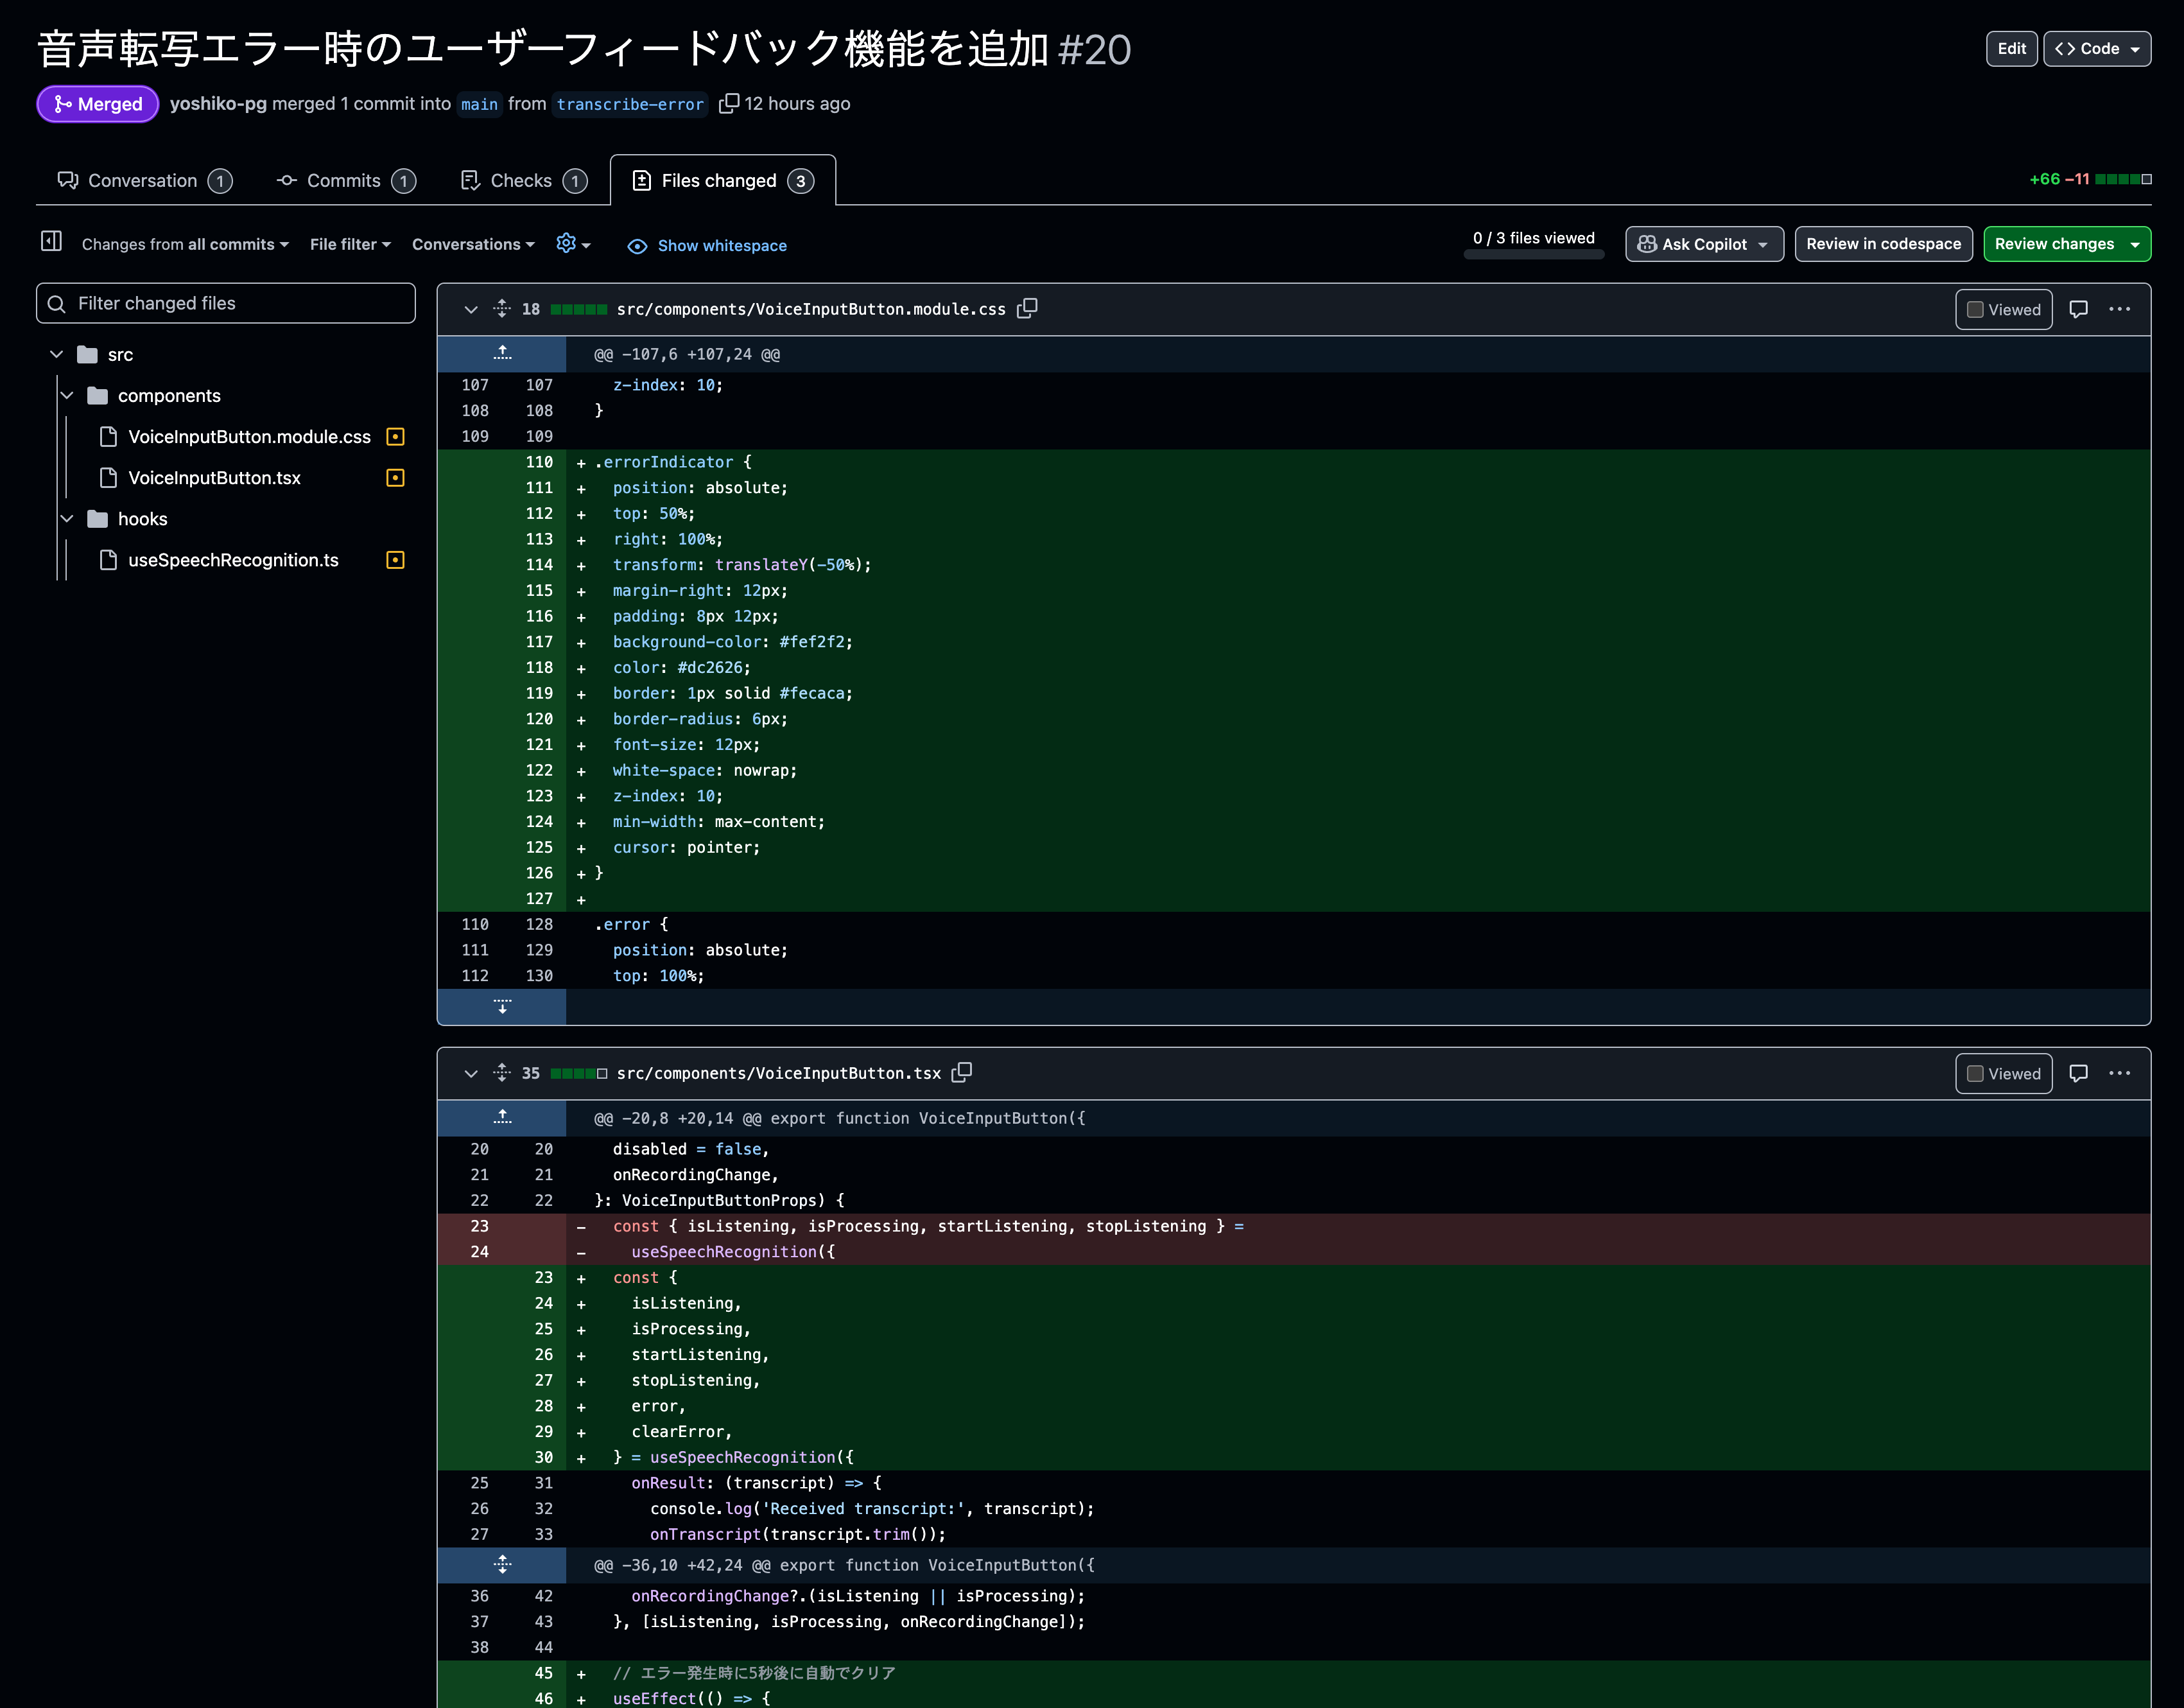 音声転写エラー時のユーザーフィードバック機能を追加 #20
Edit
Code
Merged
yoshiko-pg merged 1 commit into main from transcribe-error 12 hours ago
Conversation 1
Commits 1
Checks 1
Files changed 3
+66 −11
Changes from all commits
File filter
Conversations
Show whitespace
0 / 3 files viewed
Ask Copilot
Review in codespace
Review changes
Filter changed files
src
components
VoiceInputButton.module.css
VoiceInputButton.tsx
hooks
useSpeechRecognition.ts
18 src/components/VoiceInputButton.module.css
Viewed
@@ -107,6 +107,24 @@
107 107 z-index: 10;
108 108 }
109 109
110 + .errorIndicator {
111 + position: absolute;
112 + top: 50%;
113 + right: 100%;
114 + transform: translateY(-50%);
115 + margin-right: 12px;
116 + padding: 8px 12px;
117 + background-color: #fef2f2;
118 + color: #dc2626;
119 + border: 1px solid #fecaca;
120 + border-radius: 6px;
121 + font-size: 12px;
122 + white-space: nowrap;
123 + z-index: 10;
124 + min-width: max-content;
125 + cursor: pointer;
126 + }
127 +
110 128 .error {
111 129 position: absolute;
112 130 top: 100%;
35 src/components/VoiceInputButton.tsx
Viewed
@@ -20,8 +20,14 @@ export function VoiceInputButton({
20 20 disabled = false,
21 21 onRecordingChange,
22 22 }: VoiceInputButtonProps) {
23 - const { isListening, isProcessing, startListening, stopListening } =
24 - useSpeechRecognition({
23 + const {
24 + isListening,
25 + isProcessing,
26 + startListening,
27 + stopListening,
28 + error,
29 + clearError,
30 + } = useSpeechRecognition({
25 31 onResult: (transcript) => {
26 32 console.log('Received transcript:', transcript);
27 33 onTranscript(transcript.trim());
@@ -36,10 +42,24 @@ export function VoiceInputButton({
36 42 onRecordingChange?.(isListening || isProcessing);
37 43 }, [isListening, isProcessing, onRecordingChange]);
38 44
45 + // エラー発生時に5秒後に自動でクリア
46 + useEffect(() => {